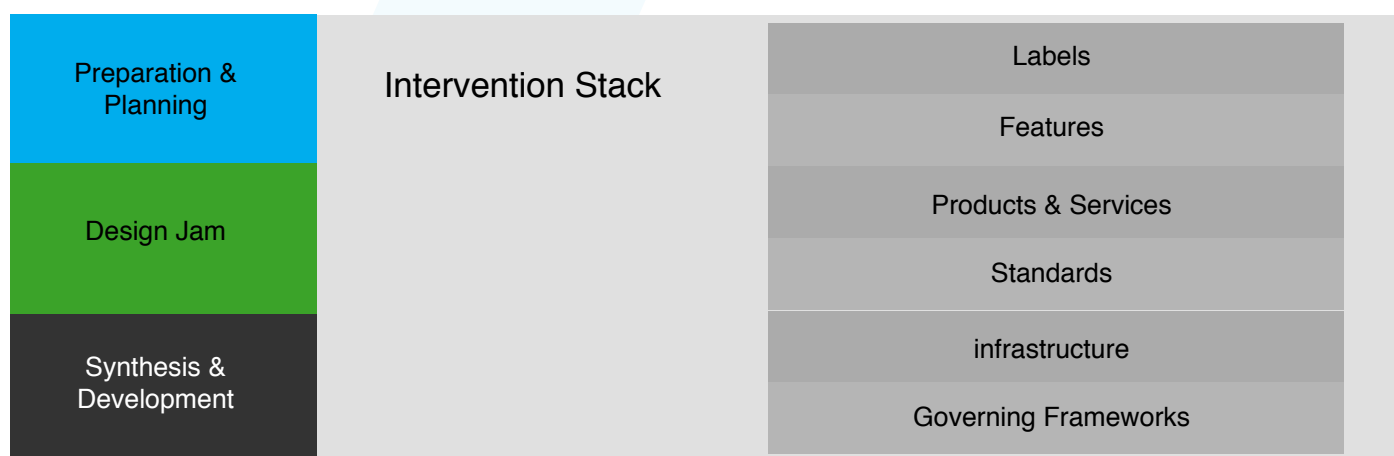 Preparation &
Planning
Design Jam
Synthesis &
Development
Intervention Stack
Labels
Features
Products & Services
Standards
infrastructure
Governing Frameworks